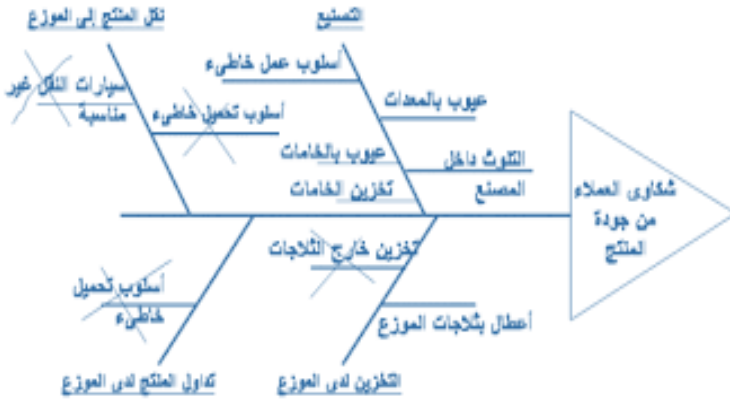 نقل المنتج إلى الموزع
التصنيع
أسلوب عمل خاطىء
سيارات النقل غير
مناسبة
أسلوب تحميل خاطىء
عيوب بالمعدات
عيوب بالخامات
التلوث داخل
المصنع
تخزين الخامات
شكاوى العملاء
من جودة
المنتج
تخزين خارج الثلاجات
أسلوب تحميل
خاطىء
أعطال بثلاجات الموزع
التخزين لدى الموزع
تداول المنتج لدى الموزع